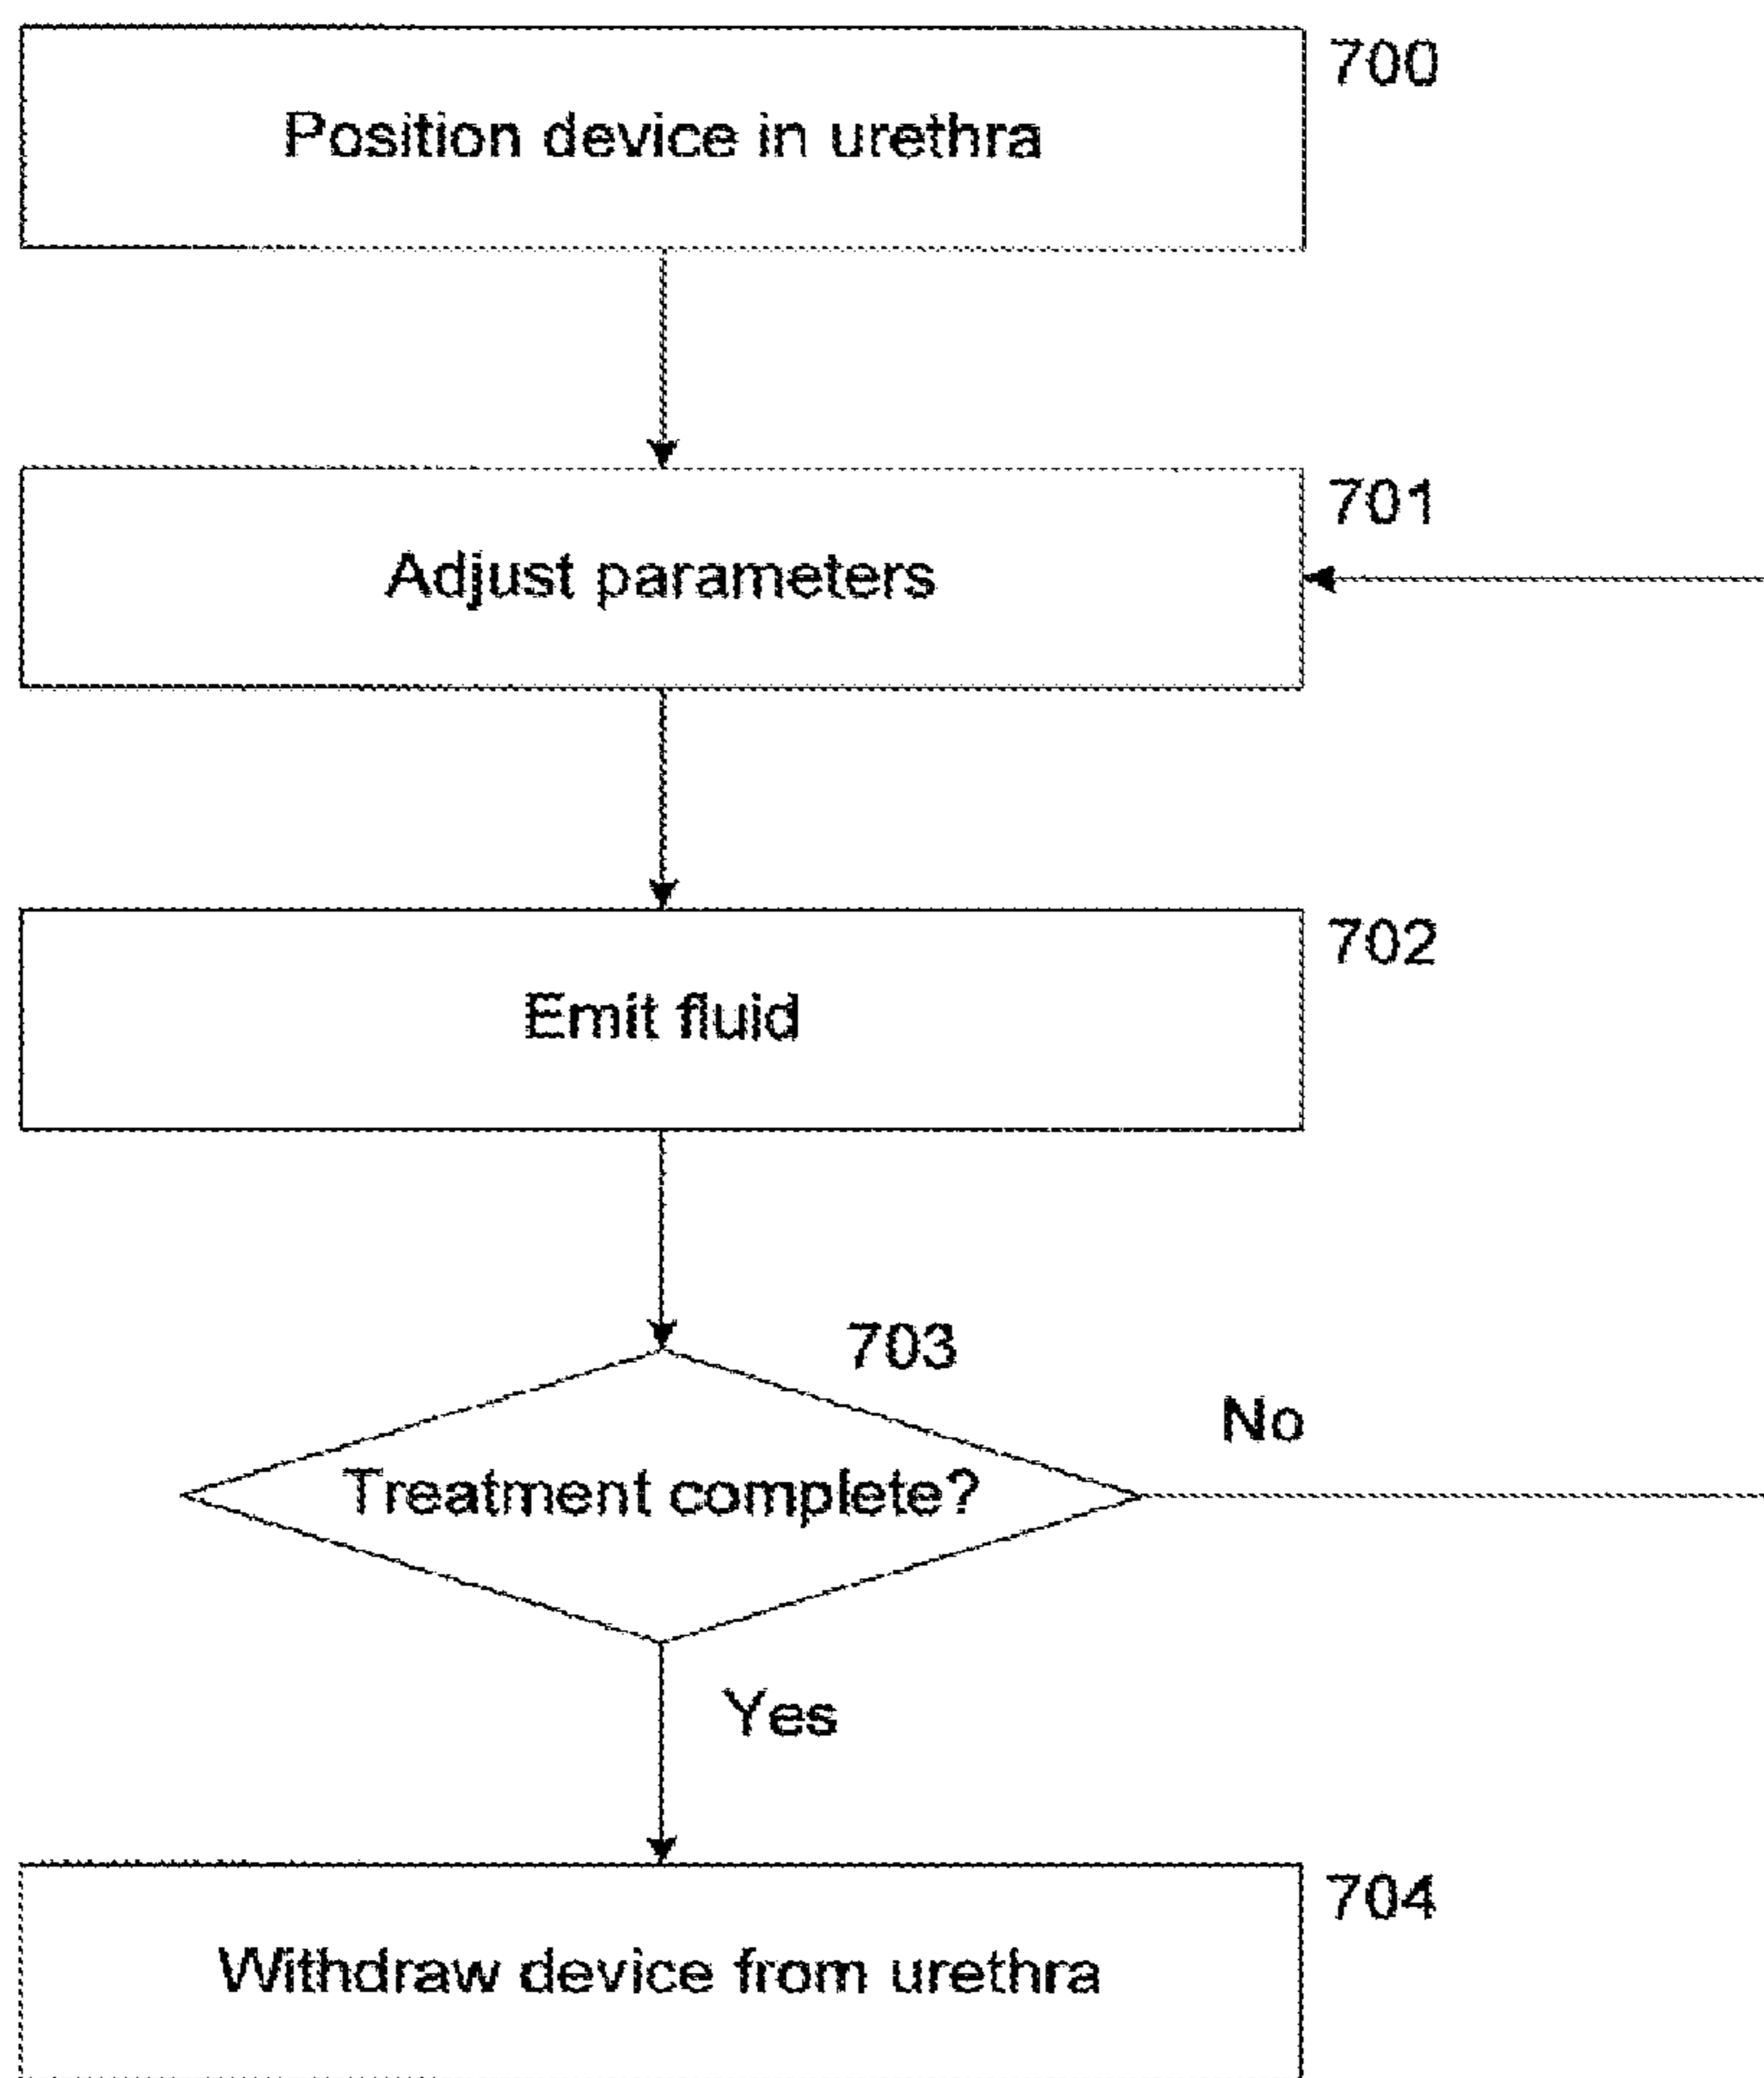 700
Position device in urethra
701
Adjust parameters
702
Emit fluid
703
No
Treatment complete?
Yes
704
Withdraw device from urethra